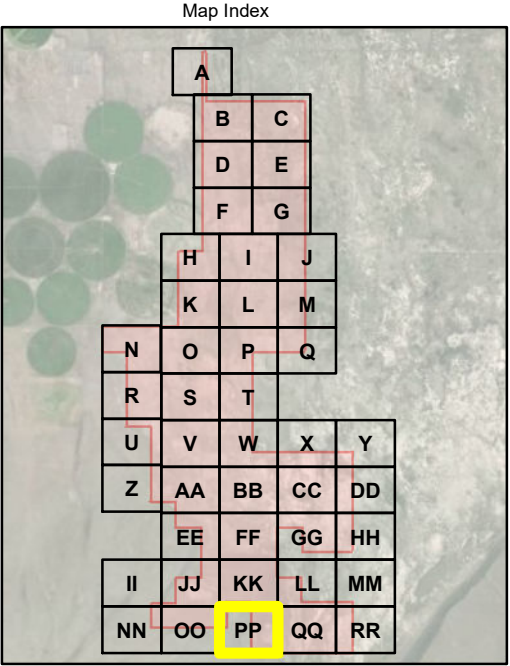 Map Index
A
B C
D E
F G
H I J
K L M
N O P Q
R S T
U V W X Y
Z AA BB CC DD
EE FF GG HH
II JJ KK LL MM
NN OO PP QQ RR